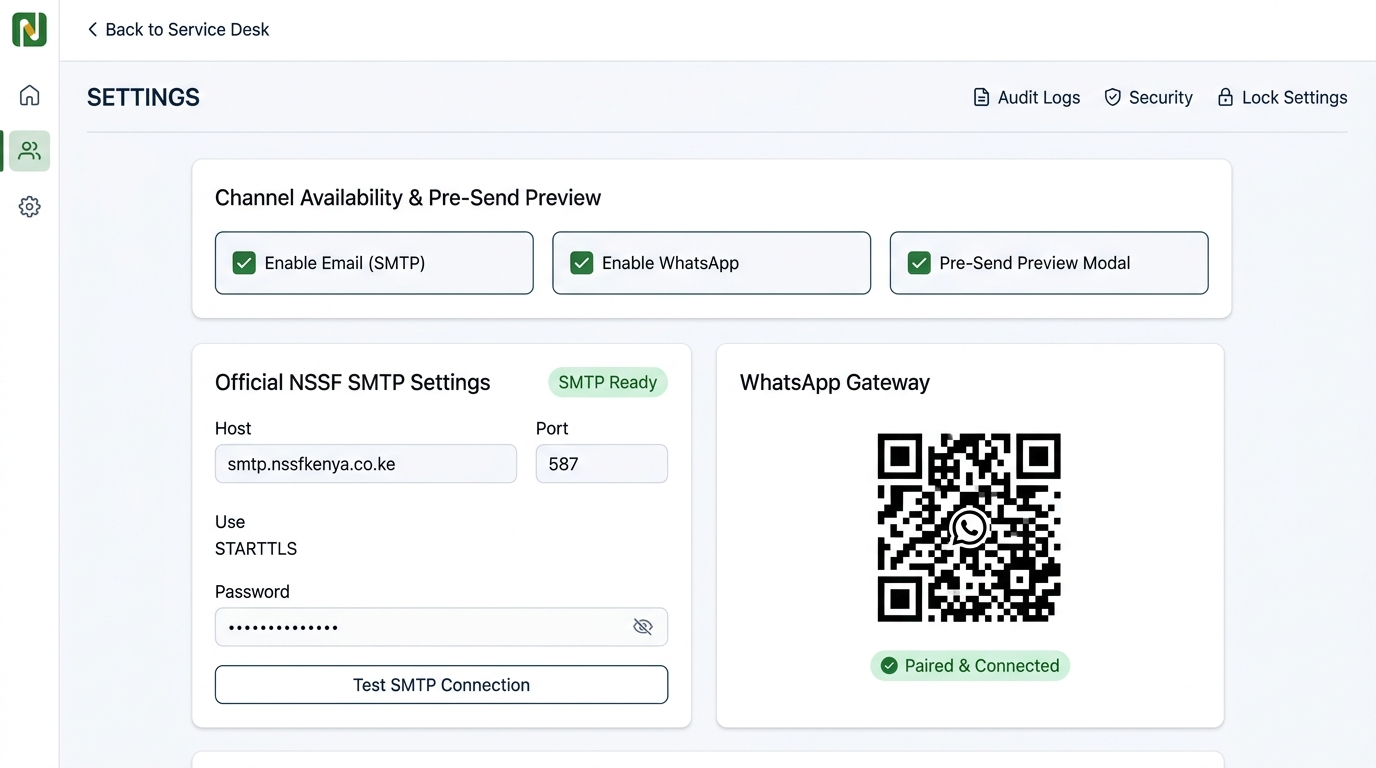 Back to Service Desk
SETTINGS
Audit Logs
Security
Lock Settings
Channel Availability & Pre-Send Preview
Enable Email (SMTP)
Enable WhatsApp
Pre-Send Preview Modal
Official NSSF SMTP Settings
SMTP Ready
Host
Port
smtp.nssfkenya.co.ke
587
Use
STARTTLS
Password
••••••••••••••
Test SMTP Connection
WhatsApp Gateway
Paired & Connected